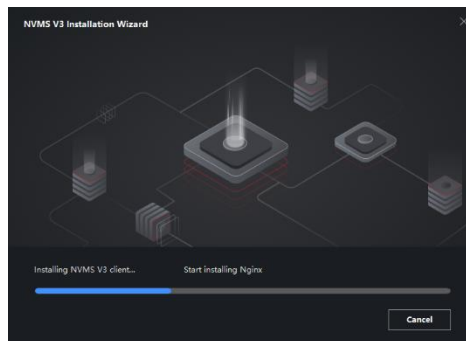 NVMS V3 Installation Wizard
Installing NVMS V3 client... Start installing Nginx
Cancel